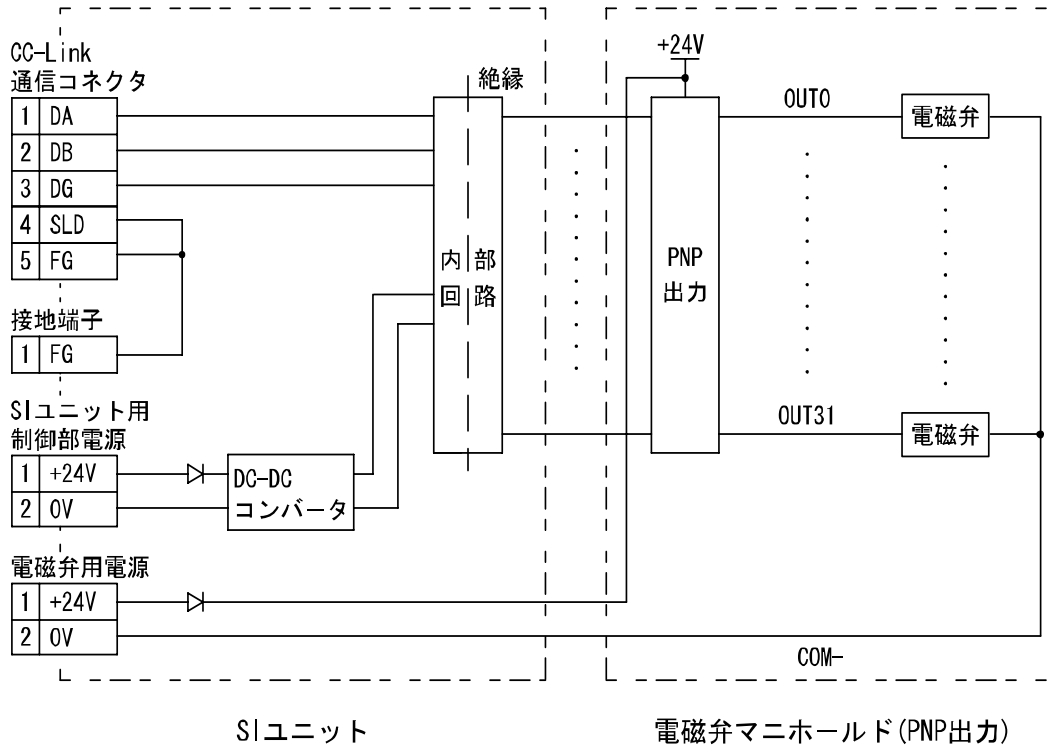 CC-Link
通信コネクタ
1 DA
2 DB
3 DG
4 SLD
5 FG
接地端子
1 FG
SIユニット用
制御部電源
1 +24V
2 0V
DC-DC
コンバータ
電磁弁用電源
1 +24V
2 0V
絶縁
内部
回路
+24V
PNP
出力
OUT0
電磁弁
OUT31
電磁弁
COM-
SIユニット
電磁弁マニホールド(PNP出力)